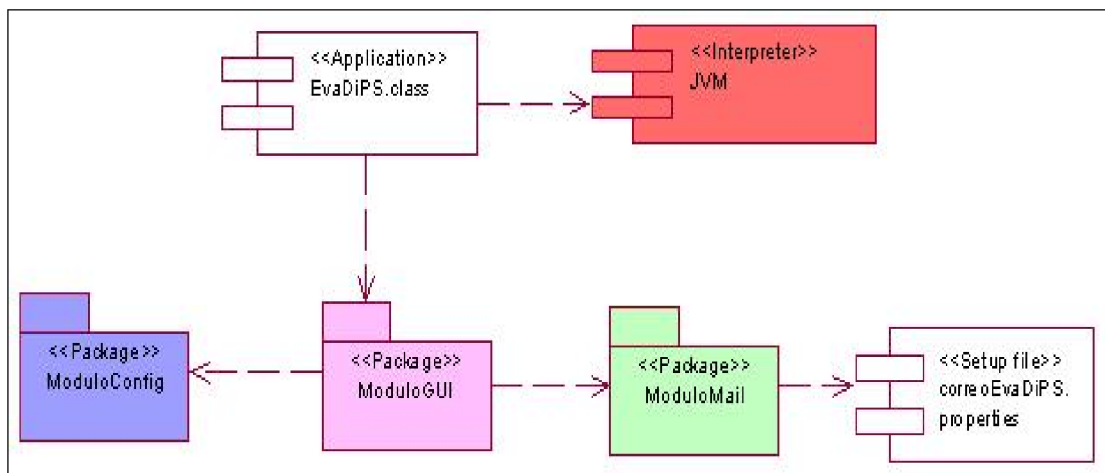 <<Application>>
EvaDiPS.class
<<Interpreter>>
JVM
<<Package>>
ModuloConfig
<<Package>>
ModuloGUI
<<Package>>
ModuloMail
<<Setup file>>
correoEvaDiPS.
properties